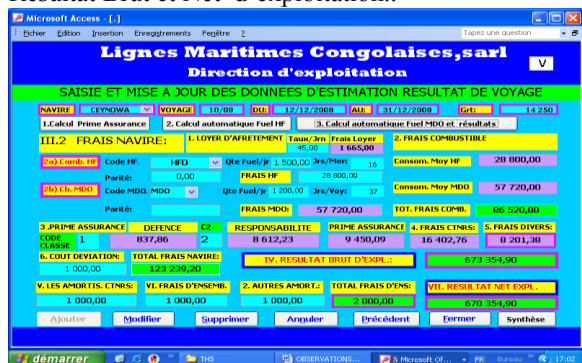 Résultat Brut et Net d'exploitation..
Microsoft Access - [.]
Fichier Edition Insertion Enregistrements Fenêtre ? Tapez une question
Lignes Maritimes Congolaises,sarl
V
Direction d'exploitation
SAISIE ET MISE A JOUR DES DONNEES D'ESTIMATION RESULTAT DE VOYAGE
NAVIRE CEYNOWA VOYAGE 10/08 DU: 12/12/2008 AU: 31/12/2008 Grt: 14 250
1.Calcul Prime Assurance 2. Calcul automatique Fuel HF 3. Calcul automatique Fuel MDO et résultats
III.2 FRAIS NAVIRE: 1. LOYER D'AFRETEMENT Taux/Jrn Frais Loyer 2. FRAIS COMBUSTIBLE
45,00 1 665,00
2a) Comb. HF Code HF. HFO Qte Fuel/jr 1 500,00 Jrs/Mer: 16 Consom. Moy HF 28 800,00
Parité: 0,00 FRAIS HF 28 800,00
2b) Cb. MDO Code MDO. MDO Qte Fuel/jr 1 200,00 Jrs/Voy: 37 Consom. Moy MDO 57 720,00
Parité: FRAIS MDO: 57 720,00 TOT. FRAIS COMB. 86 520,00
3 .PRIME ASSURANCE DEFENCE C2 RESPONSABILITE PRIME ASSURANCE 4. FRAIS CTNRS: 5. FRAIS DIVERS:
CODE CLASSE 1 837,86 2 8 612,23 9 450,09 16 402,76 8 201,38
6. COUT DEVIATION: TOTAL FRAIS NAVIRE: IV. RESULTAT BRUT D'EXPL.: 673 354,90
1 000,00 123 239,20
V. LES AMORTIS. CTNRS: VI. FRAIS D'ENSEMB. 2. AUTRES AMORT.: TOTAL FRAIS D'ENS: VII. RESULTAT NET EXPL.
1 000,00 1 000,00 1 000,00 2 000,00 670 354,90
Ajouter Modifier Supprimer Annuler Précédent Fermer Synthèse
démarrer THS OBSERVATIONS... 5 Microsoft Of... FR Bureau 17:02